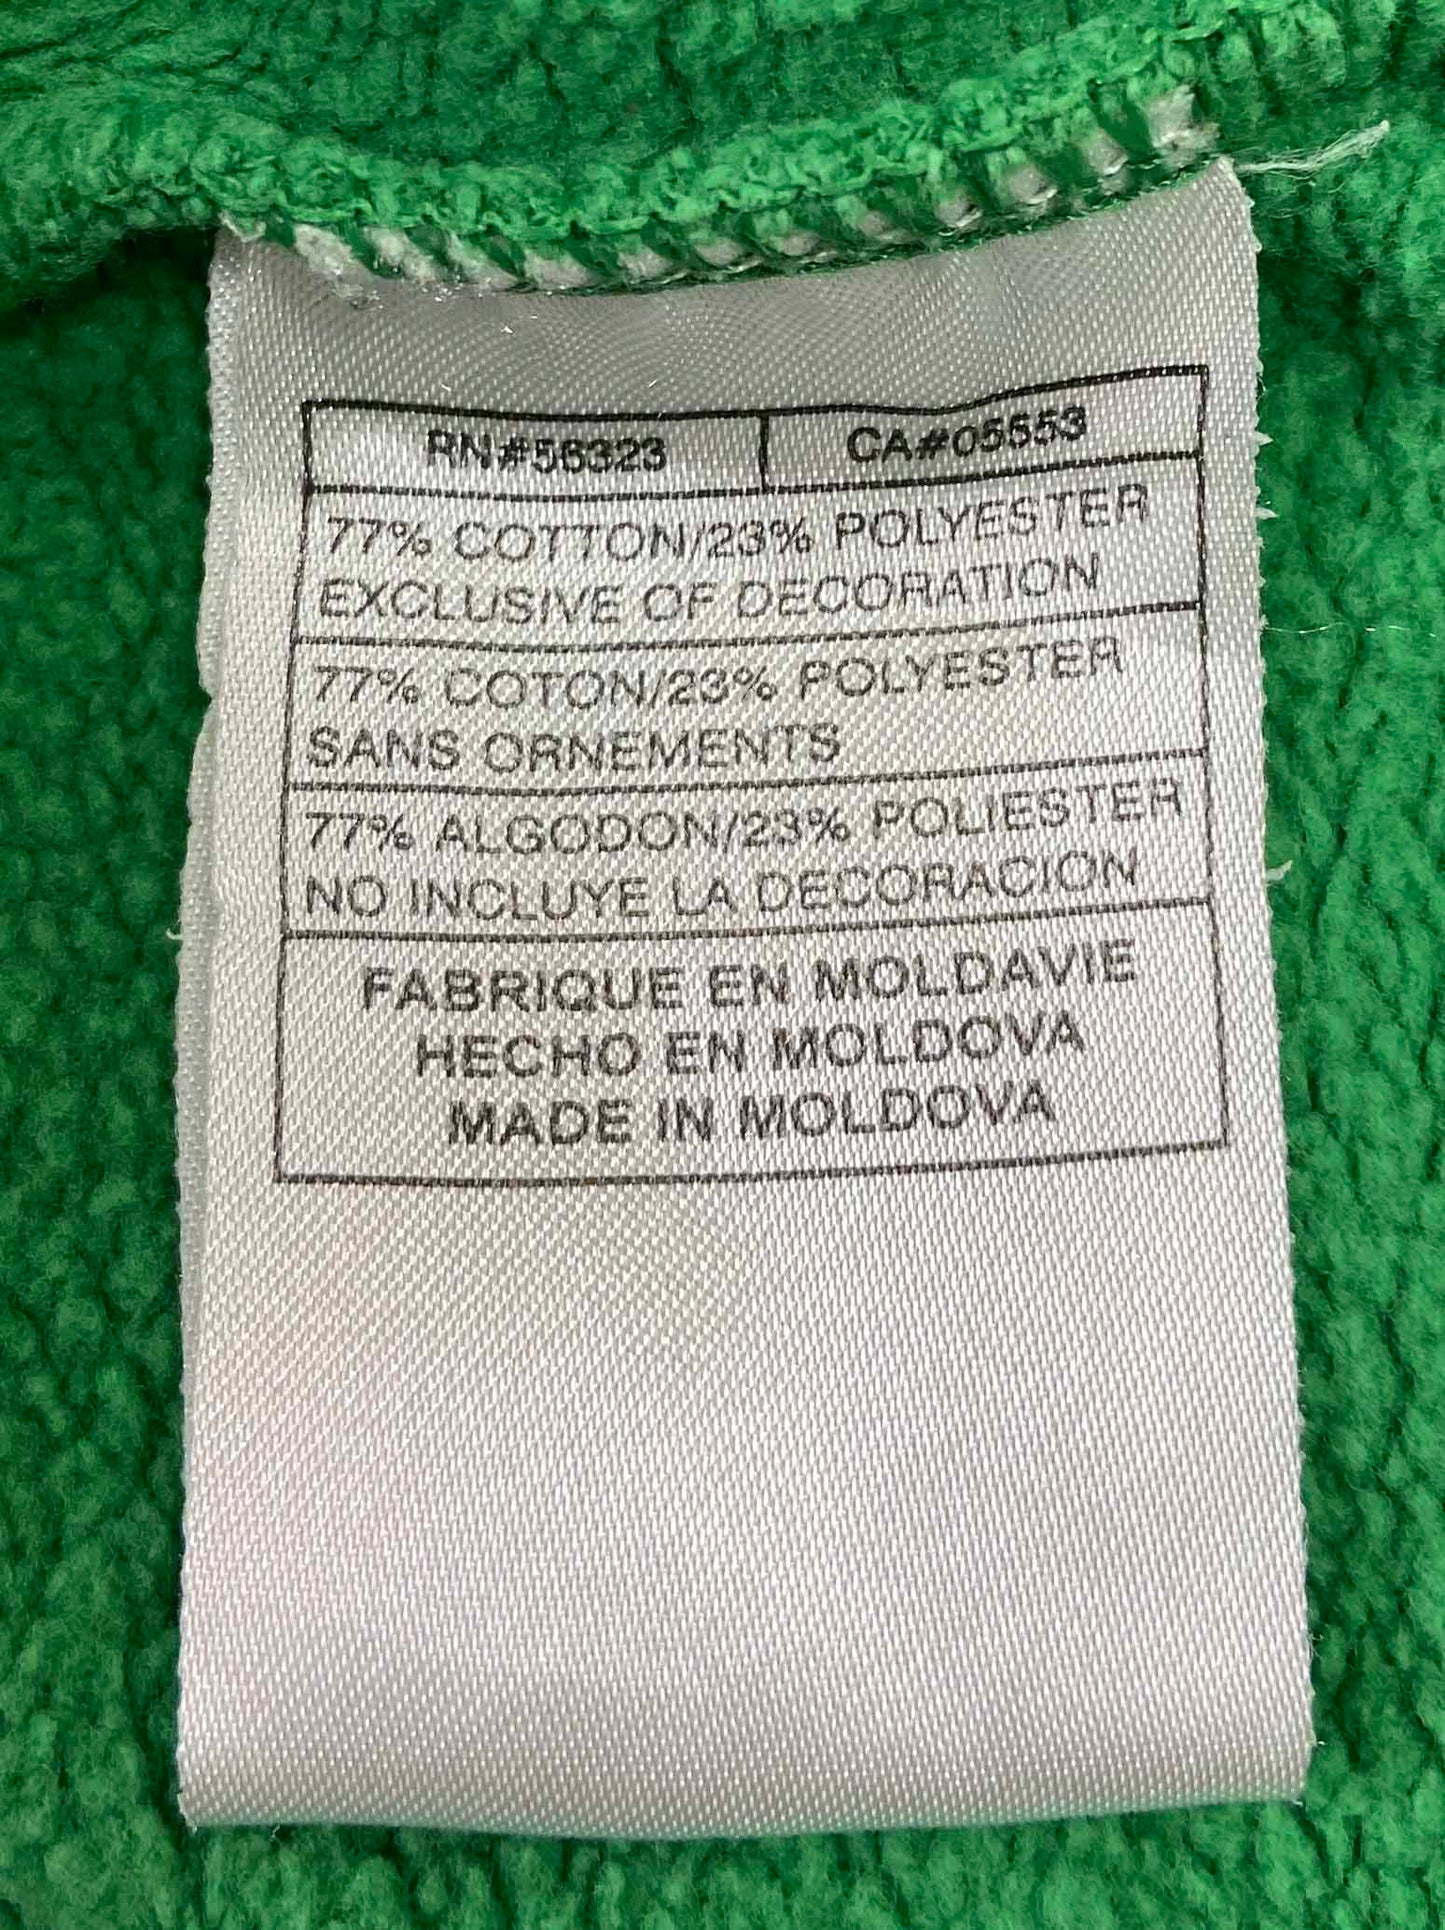 RN#56323 CA#05553
77% COTTON/23% POLYESTER
EXCLUSIVE OF DECORATION
77% COTON/23% POLYESTER
SANS ORNEMENTS
77% ALGODON/23% POLIESTER
NO INCLUYE LA DECORACION
FABRIQUE EN MOLDAVIE
HECHO EN MOLDOVA
MADE IN MOLDOVA